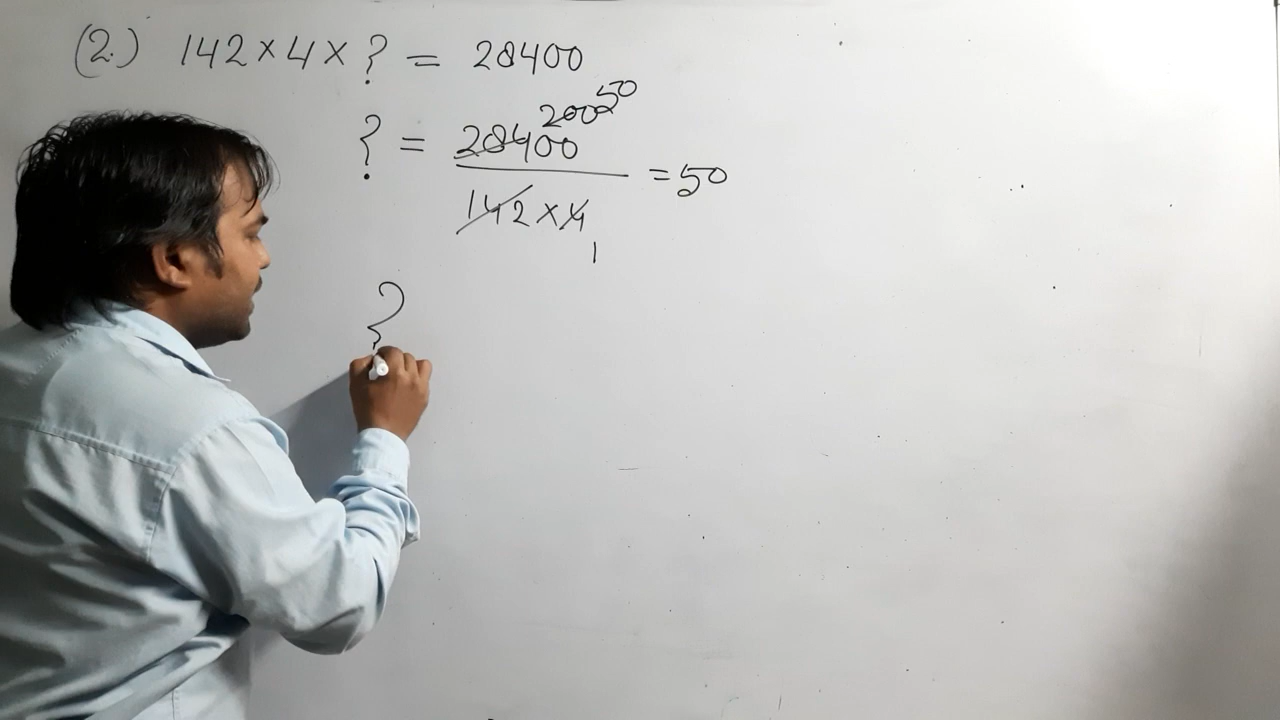 (2.) 142 × 4 × ? = 28400
200 50
? = 28400 / 142 × 4 = 50
1
?